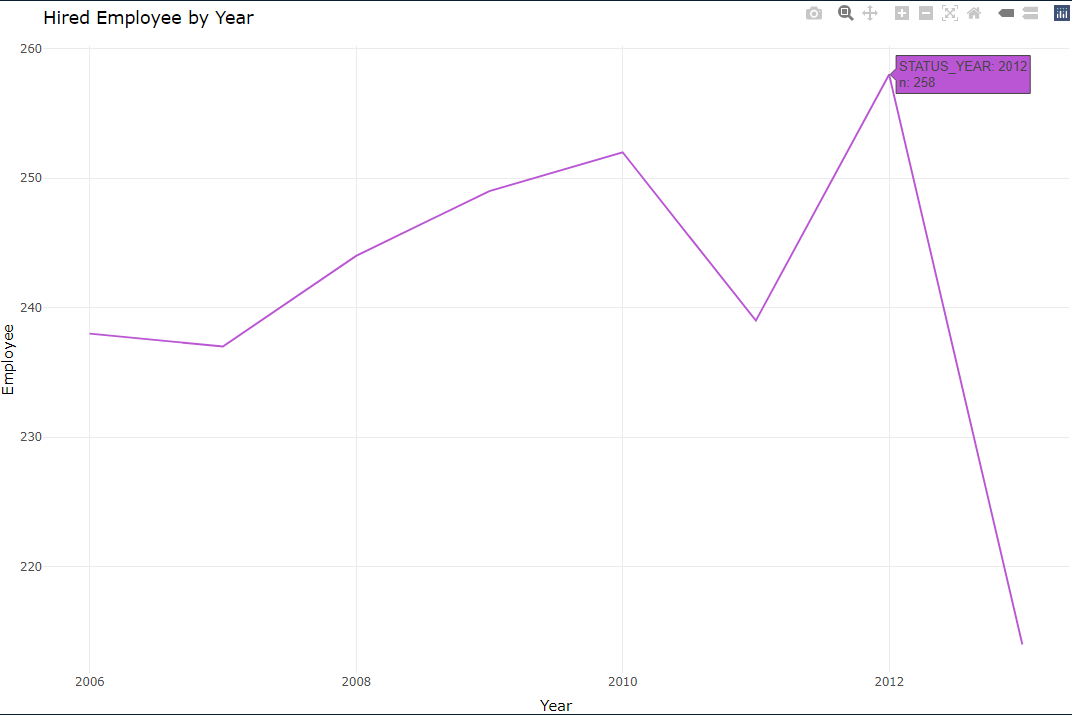 Hired Employee by Year
260
STATUS_YEAR: 2012
n: 258
250
240
Employee
230
220
2006 2008 2010 2012
Year